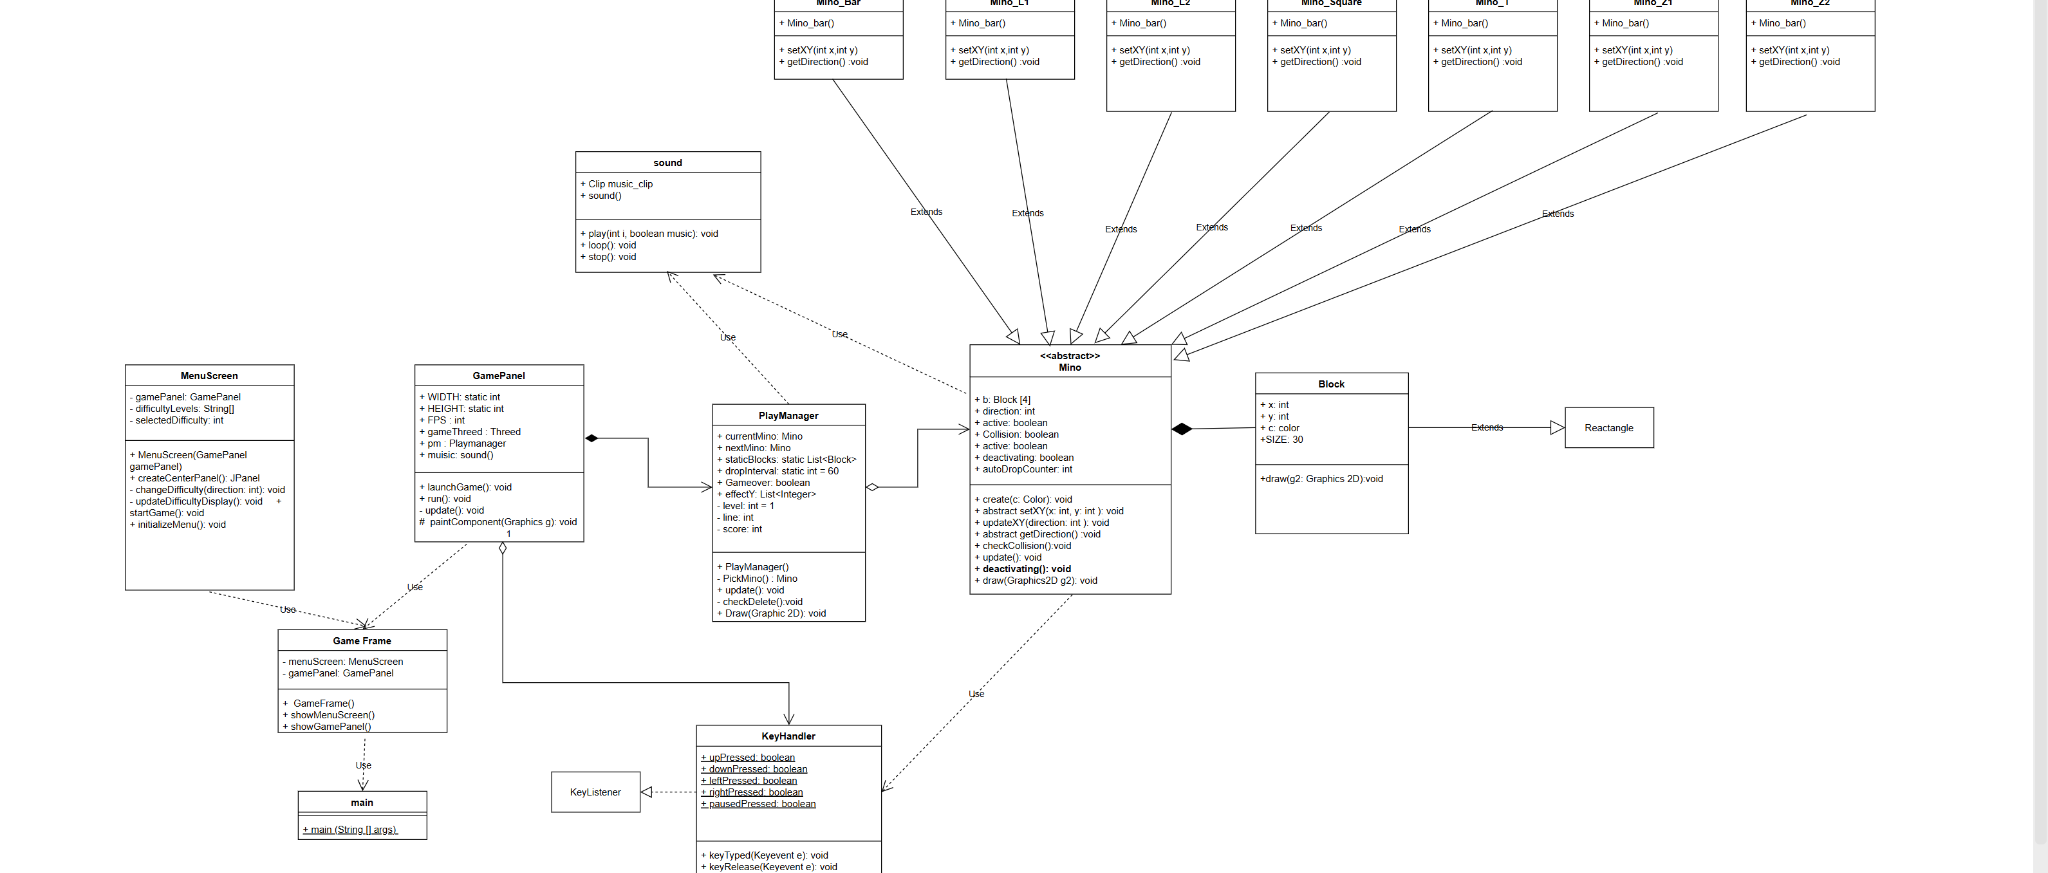 Mino_Bar
+ Mino_bar()
+ setXY(int x,int y)
+ getDirection() :void
Mino_L1
+ Mino_bar()
+ setXY(int x,int y)
+ getDirection() :void
Mino_L2
+ Mino_bar()
+ setXY(int x,int y)
+ getDirection() :void
Mino_Square
+ Mino_bar()
+ setXY(int x,int y)
+ getDirection() :void
Mino_T
+ Mino_bar()
+ setXY(int x,int y)
+ getDirection() :void
Mino_Z1
+ Mino_bar()
+ setXY(int x,int y)
+ getDirection() :void
Mino_Z2
+ Mino_bar()
+ setXY(int x,int y)
+ getDirection() :void
sound
+ Clip music_clip
+ sound()
+ play(int i, boolean music): void
+ loop(): void
+ stop(): void
Extends
Extends
Extends
Extends
Extends
Extends
Extends
Use
Use
MenuScreen
- gamePanel: GamePanel
- difficultyLevels: String[]
- selectedDifficulty: int
+ MenuScreen(GamePanel
gamePanel)
+ createCenterPanel(): JPanel
- changeDifficulty(direction: int): void
- updateDifficultyDisplay(): void +
startGame(): void
+ initializeMenu(): void
GamePanel
+ WIDTH: static int
+ HEIGHT: static int
+ FPS : int
+ gameThreed : Threed
+ pm : Playmanager
+ muisic: sound()
+ launchGame(): void
+ run(): void
- update(): void
# paintComponent(Graphics g): void
1
PlayManager
+ currentMino: Mino
+ nextMino: Mino
+ staticBlocks: static List<Block>
+ dropInterval: static int = 60
+ Gameover: boolean
+ effectY: List<Integer>
- level: int = 1
- line: int
- score: int
+ PlayManager()
- PickMino() : Mino
+ update(): void
- checkDelete():void
+ Draw(Graphic 2D): void
<<abstract>>
Mino
+ b: Block [4]
+ direction: int
+ active: boolean
+ Collision: boolean
+ active: boolean
+ deactivating: boolean
+ autoDropCounter: int
+ create(c: Color): void
+ abstract setXY(x: int, y: int ): void
+ updateXY(direction: int ): void
+ abstract getDirection() :void
+ checkCollision():void
+ update(): void
+ deactivating(): void
+ draw(Graphics2D g2): void
Block
+ x: int
+ y: int
+ c: color
+SIZE: 30
+draw(g2: Graphics 2D):void
Extends
Reactangle
Use
Use
Game Frame
- menuScreen: MenuScreen
- gamePanel: GamePanel
+ GameFrame()
+ showMenuScreen()
+ showGamePanel()
Use
main
+ main (String [] args)
Use
KeyListener
KeyHandler
+ upPressed: boolean
+ downPressed: boolean
+ leftPressed: boolean
+ rightPressed: boolean
+ pausedPressed: boolean
+ keyTyped(Keyevent e): void
+ keyRelease(Keyevent e): void